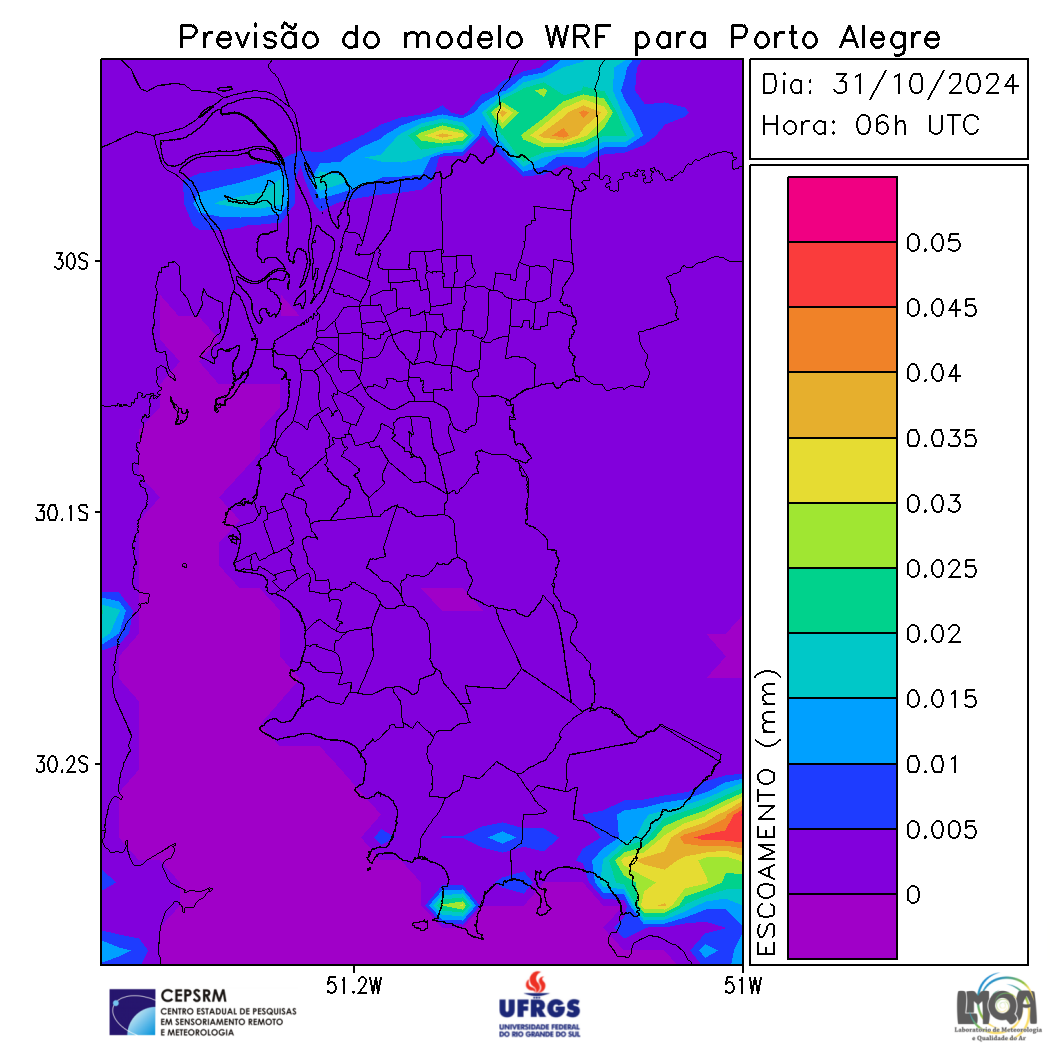 Previsão do modelo WRF para Porto Alegre
Dia: 31/10/2024
Hora: 06h UTC
30S
30.1S
30.2S
51.2W
51W
ESCOAMENTO (mm)
0.05
0.045
0.04
0.035
0.03
0.025
0.02
0.015
0.01
0.005
0
CEPSRM
CENTRO ESTADUAL DE PESQUISAS
EM SENSORIAMENTO REMOTO
E METEOROLOGIA
UFRGS
UNIVERSIDADE FEDERAL
DO RIO GRANDE DO SUL
LMQA
Laboratório de Meteorologia
e Qualidade do Ar